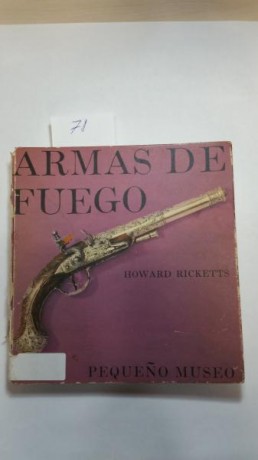 71
ARMAS DE
FUEGO
HOWARD RICKETTS
PEQUEÑO MUSEO